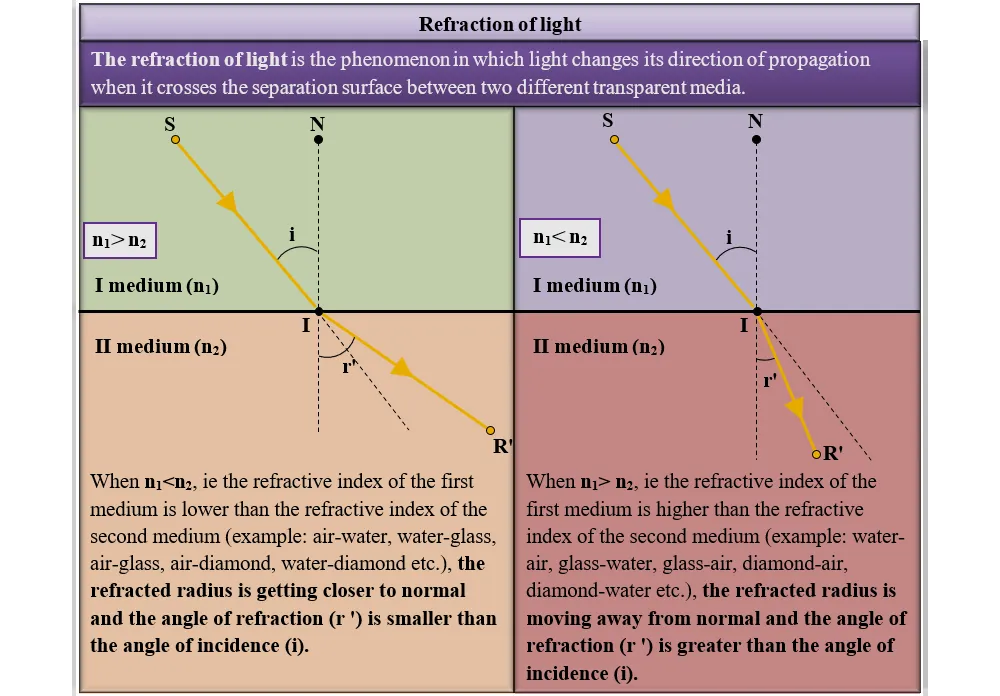 Refraction of light
The refraction of light is the phenomenon in which light changes its direction of propagation
when it crosses the separation surface between two different transparent media.
S
N
n₁> n₂
i
I medium (n₁)
I
II medium (n₂)
r'
R'
When n₁<n₂, ie the refractive index of the first
medium is lower than the refractive index of the
second medium (example: air-water, water-glass,
air-glass, air-diamond, water-diamond etc.), the
refracted radius is getting closer to normal
and the angle of refraction (r ') is smaller than
the angle of incidence (i).
S
N
n₁< n₂
i
I medium (n₁)
I
II medium (n₂)
r'
R'
When n₁> n₂, ie the refractive index of the
first medium is higher than the refractive
index of the second medium (example: water-
air, glass-water, glass-air, diamond-air,
diamond-water etc.), the refracted radius is
moving away from normal and the angle of
refraction (r ') is greater than the angle of
incidence (i).